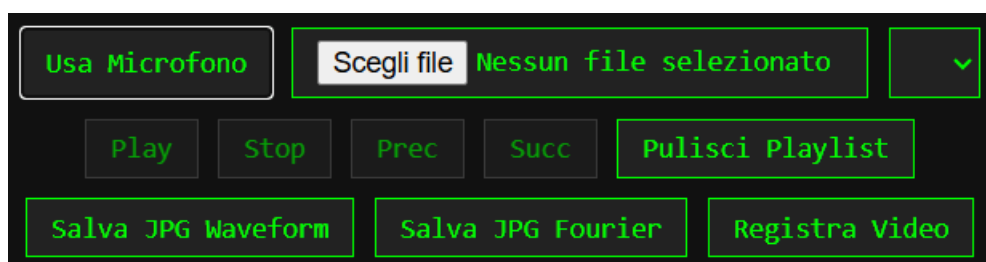 Usa Microfono Scegli file Nessun file selezionato
Play Stop Prec Succ Pulisci Playlist
Salva JPG Waveform Salva JPG Fourier Registra Video